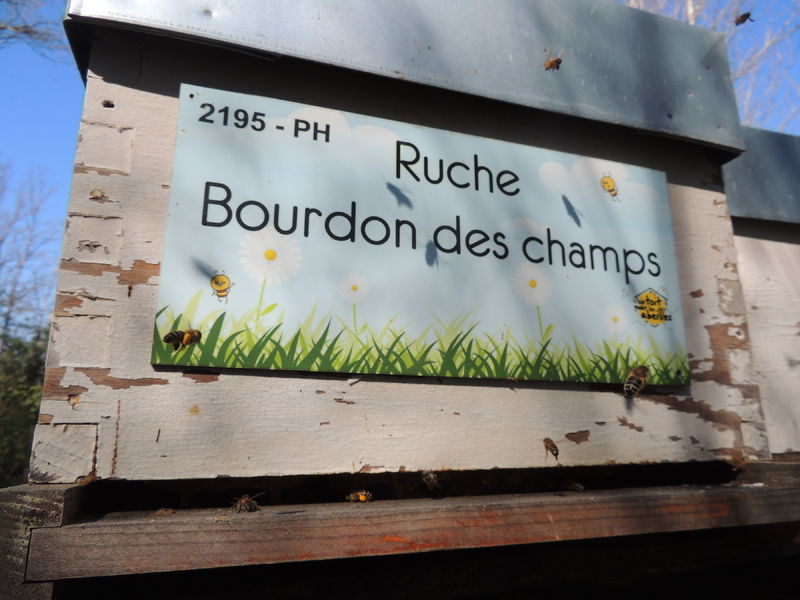 2195 - PH
Ruche
Bourdon des champs